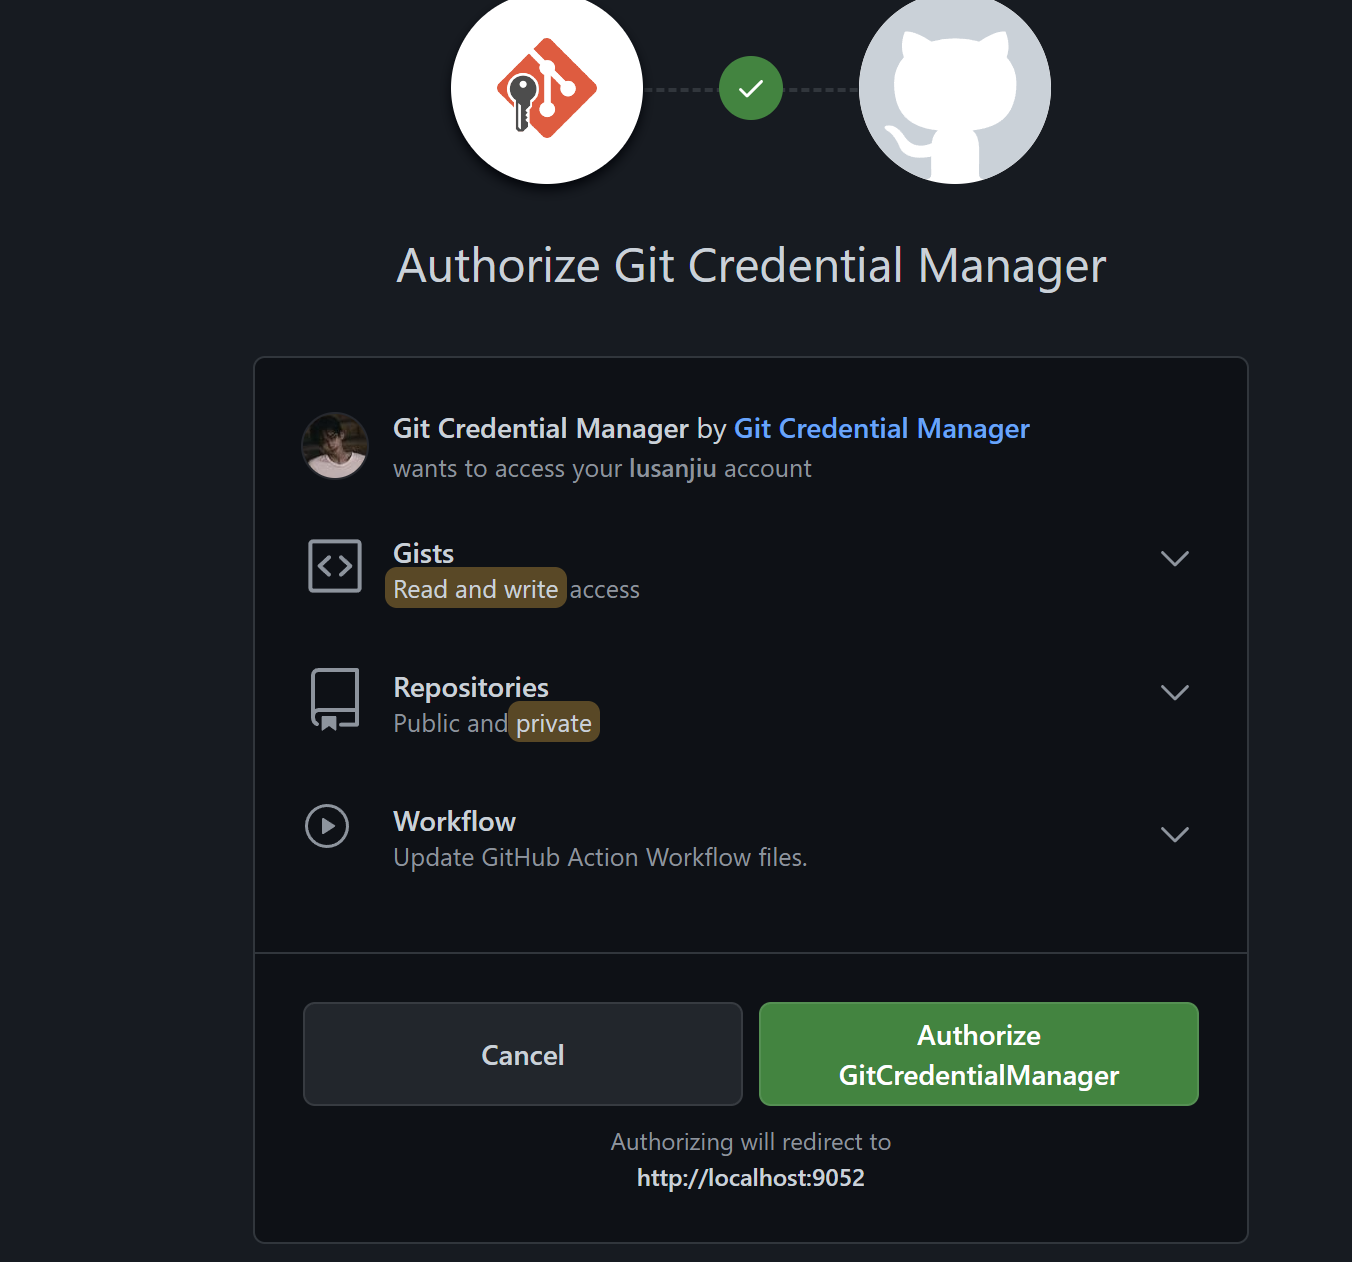 Authorize Git Credential Manager
Git Credential Manager by Git Credential Manager
wants to access your lusanjiu account
Gists
Read and write access
Repositories
Public and private
Workflow
Update GitHub Action Workflow files.
Cancel
Authorize
GitCredentialManager
Authorizing will redirect to
http://localhost:9052